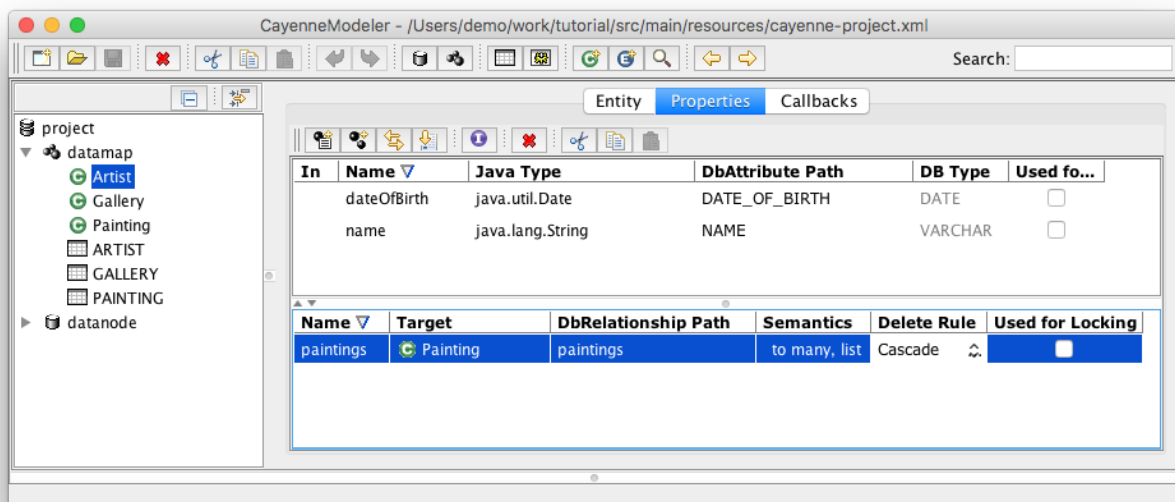 CayenneModeler - /Users/demo/work/tutorial/src/main/resources/cayenne-project.xml
Search:
project
datamap
Artist
Gallery
Painting
ARTIST
GALLERY
PAINTING
datanode
Entity Properties Callbacks
In Name Java Type DbAttribute Path DB Type Used fo...
dateOfBirth java.util.Date DATE_OF_BIRTH DATE
name java.lang.String NAME VARCHAR
Name Target DbRelationship Path Semantics Delete Rule Used for Locking
paintings Painting paintings to many, list Cascade